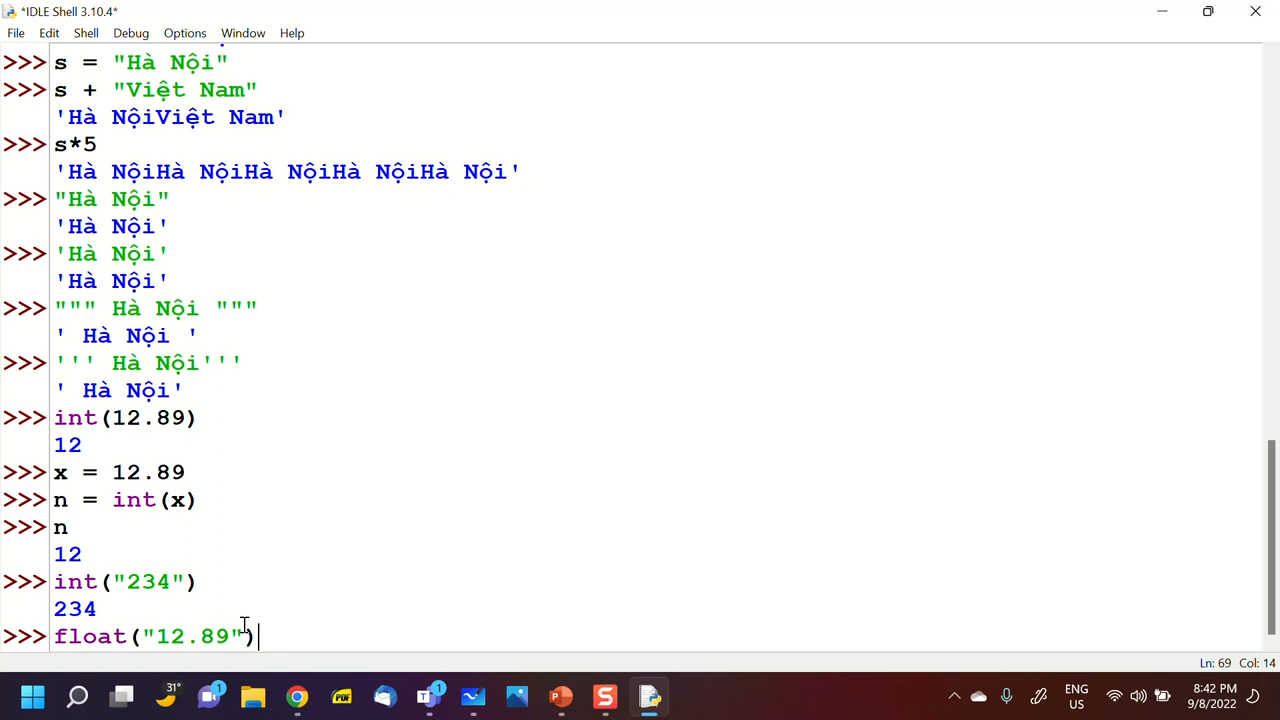 *IDLE Shell 3.10.4*
File Edit Shell Debug Options Window Help
>>> s = "Hà Nội"
>>> s + "Việt Nam"
'Hà NộiViệt Nam'
>>> s*5
'Hà NộiHà NộiHà NộiHà NộiHà Nội'
>>> "Hà Nội"
'Hà Nội'
>>> 'Hà Nội'
'Hà Nội'
>>> """ Hà Nội """
' Hà Nội '
>>> ''' Hà Nội'''
' Hà Nội'
>>> int(12.89)
12
>>> x = 12.89
>>> n = int(x)
>>> n
12
>>> int("234")
234
>>> float("12.89")
Ln: 69 Col: 14
31°
1
PDF
T
1
P
S
ENG
US
8:42 PM
9/8/2022